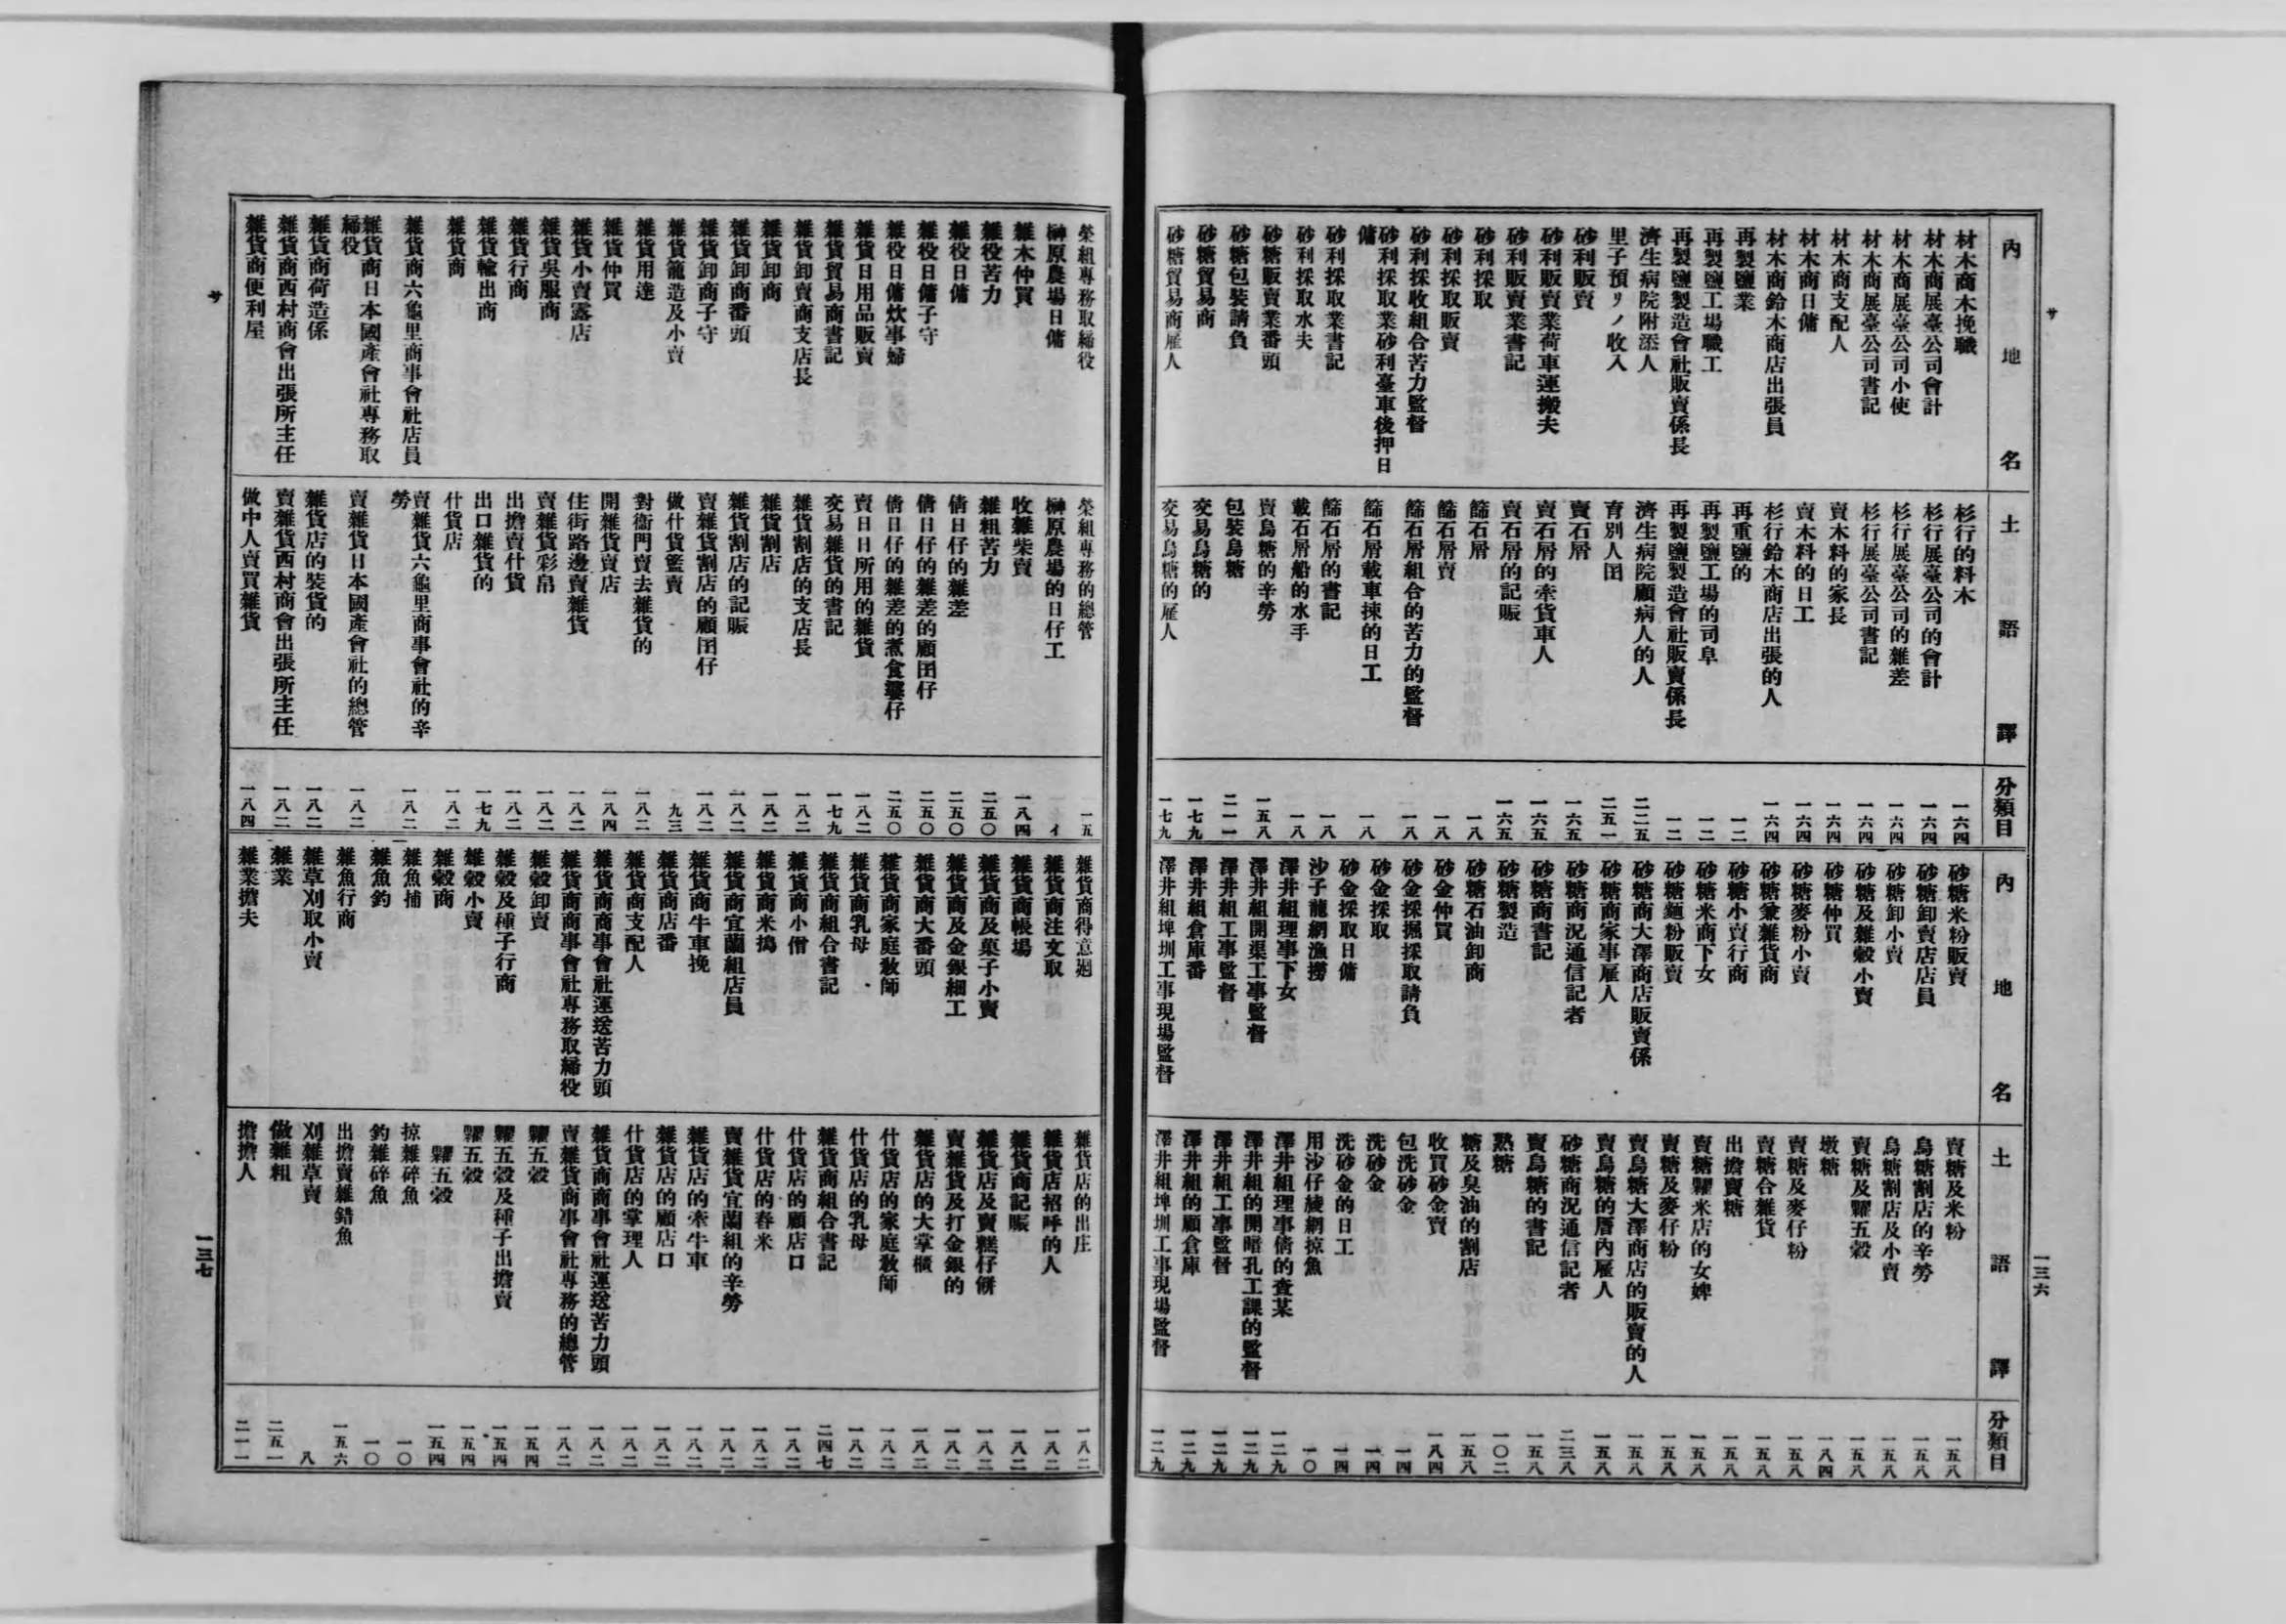 サ
內地名
土語譯
分類目
材木商木挽職
杉行的料木
一六四
材木商展臺公司會計
杉行展臺公司的會計
一六四
材木商展臺公司小使
杉行展臺公司的雜差
一六四
材木商展臺公司書記
杉行展臺公司書記
一六四
材木商支配人
賣木料的家長
一六四
材木商日傭
賣木料的日工
一六四
材木商鈴木商店出張員
杉行鈴木商店出張的人
一六四
再製鹽業
再重鹽的
一二
再製鹽工場職工
再製鹽工場的司阜
一二
再製鹽製造會社販賣係長
再製鹽製造會社販賣係長
一二
濟生病院附添人
濟生病院顧病人的人
二二五
里子預リノ收入
育別人囝
二五一
砂利販賣
賣石屑
一六五
砂利販賣業荷車運搬夫
賣石屑的牽貨車人
一六五
砂利販賣業書記
賣石屑的記賬
一六五
砂利採取
篩石屑
一八
砂利採取販賣
篩石屑賣
一八
砂利採收組合苦力監督
篩石屑組合的苦力的監督
一八
砂利採取業砂利臺車後押日傭
篩石屑載車捒的日工
一八
砂利採取業書記
篩石屑的書記
一八
砂利採取水夫
載石屑船的水手
一八
砂糖販賣業番頭
賣烏糖的辛勞
一五八
砂糖包裝請負
包裝烏糖
二一一
砂糖貿易商
交易烏糖的
一七九
砂糖貿易商雇人
交易烏糖的雇人
一七九
內地名
土語譯
分類目
砂糖米粉販賣
賣糖及米粉
一五八
砂糖卸賣店店員
烏糖割店的辛勞
一五八
砂糖卸小賣
烏糖割店及小賣
一五八
砂糖及雜穀小賣
賣糖及糶五穀
一五八
砂糖仲買
墩糖
一八四
砂糖麥粉小賣
賣糖及麥仔粉
一五八
砂糖兼雜貨商
賣糖合雜貨
一五八
砂糖小賣行商
出擔賣糖
一五八
砂糖米商下女
賣糖糶米店的女婢
一五八
砂糖麵粉販賣
賣糖及麥仔粉
一五八
砂糖商大澤商店販賣係
賣烏糖大澤商店的販賣的人
一五八
砂糖商家事雇人
賣烏糖的厝內雇人
一五八
砂糖商況通信記者
砂糖商況通信記者
二三八
砂糖商書記
賣烏糖的書記
一五八
砂糖製造
熬糖
一〇二
砂糖石油卸商
糖及臭油的割店
一五八
砂金仲買
收買砂金賣
一八四
砂金採掘採取請負
包洗砂金
一四
砂金採取
洗砂金
一四
砂金採取日傭
洗砂金的日工
一四
沙子龍網漁撈
用沙仔綾網掠魚
一〇
澤井組理事下女
澤井組理事倩的查某
一二九
澤井組開渠工事監督
澤井組的開暗孔工課的監督
一二九
澤井組工事監督
澤井組工事監督
一二九
澤井組倉庫番
澤井組的顧倉庫
一二九
澤井組埤圳工事現場監督
澤井組埤圳工事現場監督
一二九
一三六
サ
榮組專務取締役
榮組專務的總管
一五
榊原農場日傭
榊原農場的日仔工
イ
雜木仲買
收雜柴賣
一八四
雜役苦力
雜粗苦力
二五〇
雜役日傭
倩日仔的雜差
二五〇
雜役日傭子守
倩日仔的雜差的顧囝仔
二五〇
雜役日傭炊事婦
倩日仔的雜差的煮食婆仔
二五〇
雜貨日用品販賣
賣日日所用的雜貨
一八二
雜貨貿易商書記
交易雜貨的書記
一七九
雜貨卸賣商支店長
雜貨割店的支店長
一八二
雜貨卸商
雜貨割店
一八二
雜貨卸商番頭
雜貨割店的記賬
一八二
雜貨卸商子守
賣雜貨割店的顧囝仔
一八二
雜貨籠造及小賣
做什貨籃賣
九三
雜貨用達
對衙門賣去雜貨的
一八二
雜貨仲買
開雜貨賣店
一八四
雜貨小賣露店
住街路邊賣雜貨
一八二
雜貨吳服商
賣雜貨彩帛
一八二
雜貨行商
出擔賣什貨
一八二
雜貨輸出商
出口雜貨的
一七九
雜貨商
什貨店
一八二
雜貨商六龜里商事會社店員
賣雜貨六龜里商事會社的辛勞
一八二
雜貨商日本國產會社專務取締役
賣雜貨日本國產會社的總管
一八二
雜貨商荷造係
雜貨店的裝貨的
一八二
雜貨商西村商會出張所主任
賣雜貨西村商會出張所主任
一八二
雜貨商便利屋
做中人賣買雜貨
一八四
雜貨商得意廻
雜貨店的出庄
一八二
雜貨商注文取
雜貨店招呼的人
一八二
雜貨商帳場
雜貨商記賬
一八二
雜貨商及菓子小賣
雜貨店及賣糕仔餅
一八二
雜貨商及金銀細工
賣雜貨及打金銀的
一八二
雜貨商大番頭
雜貨店的大掌櫃
一八二
雜貨商家庭敎師
什貨店的家庭敎師
一八二
雜貨商乳母
什貨店的乳母
一八二
雜貨商組合書記
雜貨商組合書記
二四七
雜貨商小僧
什貨店的顧店口
一八二
雜貨商米搗
什貨店的舂米
一八二
雜貨商宜蘭組店員
賣雜貨宜蘭組的辛勞
一八二
雜貨商牛車挽
雜貨店的牽牛車
一八二
雜貨商店番
雜貨店的顧店口
一八二
雜貨商支配人
什貨店的掌理人
一八二
雜貨商商事會社運送苦力頭
雜貨商商事會社運送苦力頭
一八二
雜貨商商事會社專務取締役
賣雜貨商事會社專務的總管
一八二
雜穀卸賣
糶五穀
一五四
雜穀及種子行商
糶五穀及種子出擔賣
一五四
雜穀小賣
糶五穀
一五四
雜穀商
糶五穀
一五四
雜魚捕
掠雜碎魚
一〇
雜魚釣
釣雜碎魚
一〇
雜魚行商
出擔賣雜錯魚
一五六
雜草刈取小賣
刈雜草賣
八
雜業
做雜粗
二五一
雜業擔夫
擔擔人
二一一
一三七